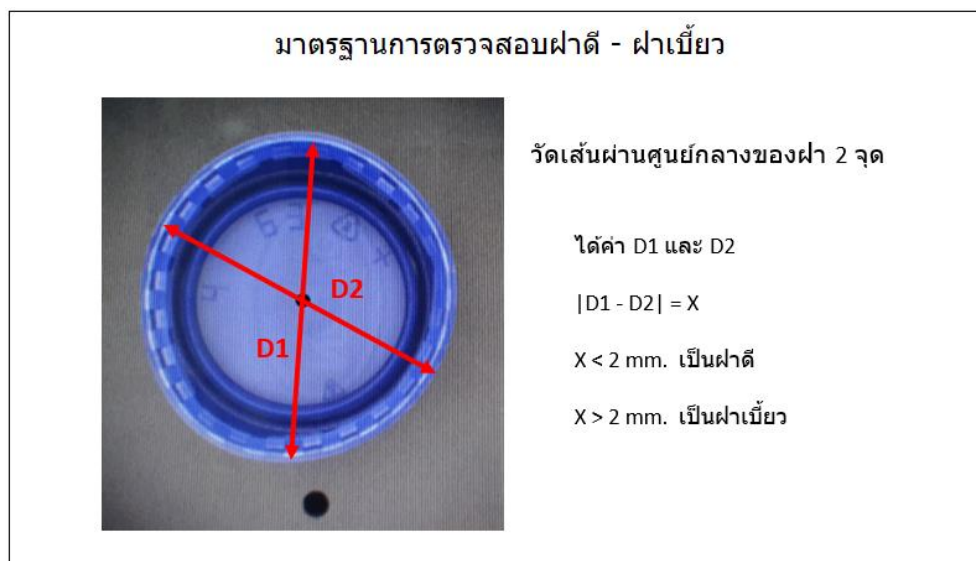 มาตรฐานการตรวจสอบฝาดี - ฝาเบี้ยว
วัดเส้นผ่านศูนย์กลางของฝา 2 จุด
ได้ค่า D1 และ D2
|D1 - D2| = X
X < 2 mm. เป็นฝาดี
X > 2 mm. เป็นฝาเบี้ยว
D2
D1
63
4